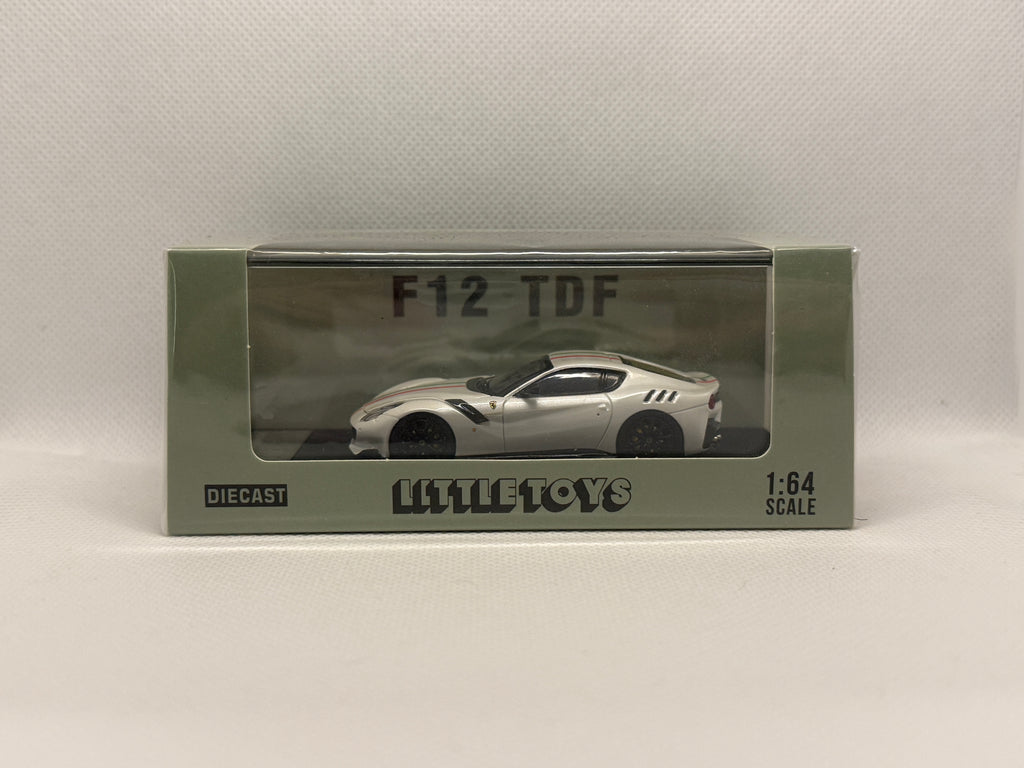 F12 TDF
DIECAST
LITTLE TOYS
1:64
SCALE